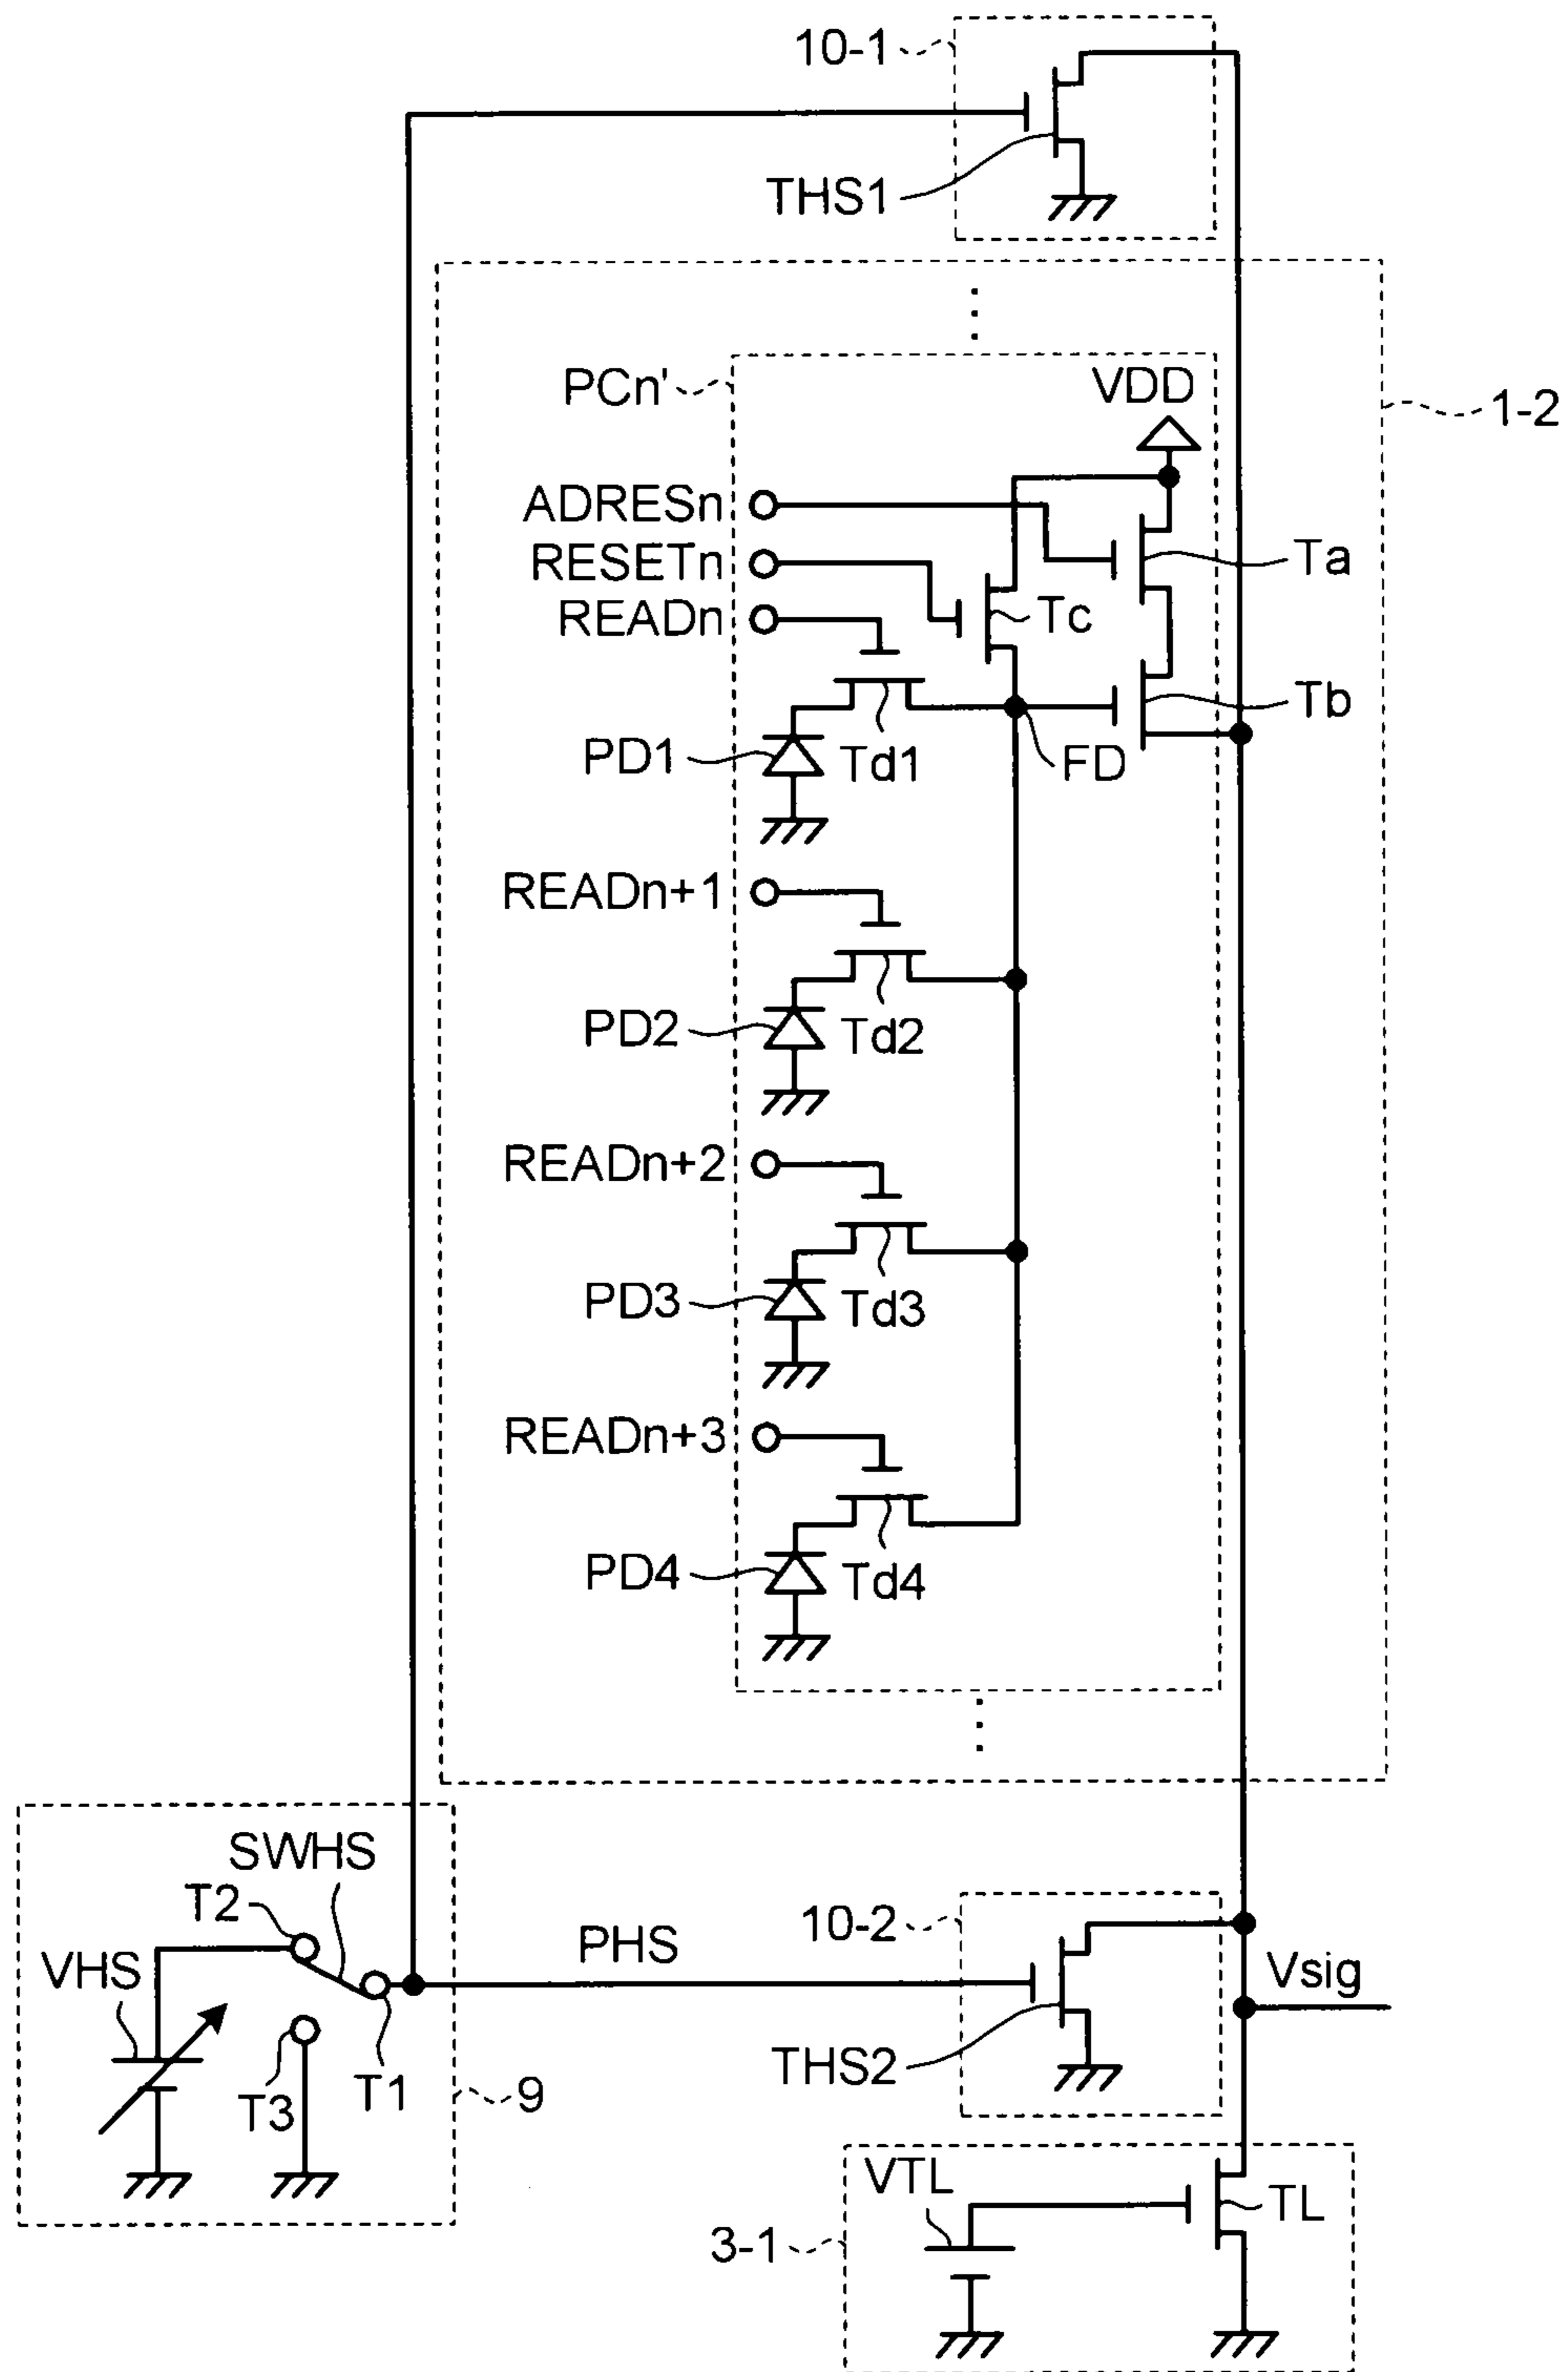 10-1
THS1
PCn'
VDD
1-2
ADRESn
RESETn
READn
Ta
Tc
Tb
PD1
Td1
FD
READn+1
PD2
Td2
READn+2
PD3
Td3
READn+3
PD4
Td4
SWHS
T2
VHS
PHS
10-2
Vsig
T3
T1
9
THS2
VTL
TL
3-1